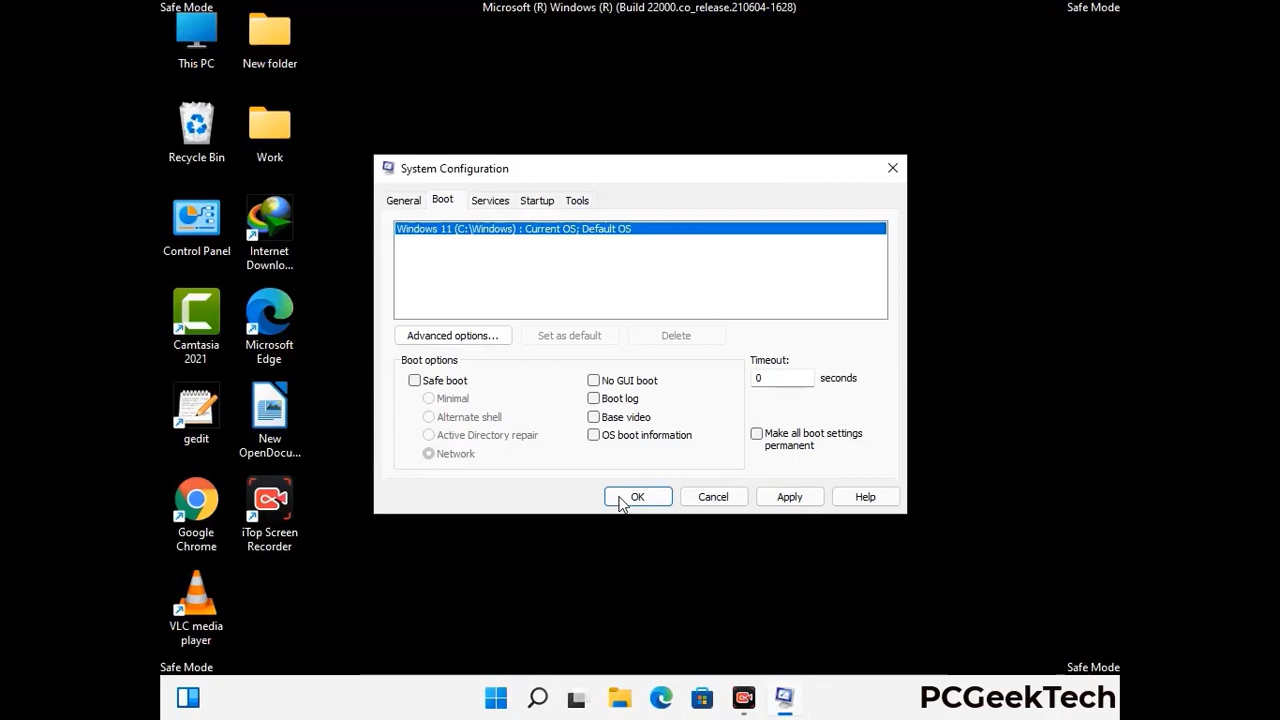 Safe Mode
Microsoft (R) Windows (R) (Build 22000.co_release.210604-1628)
Safe Mode
This PC
New folder
Recycle Bin
Work
Control Panel
Internet
Downlo...
Camtasia
2021
Microsoft
Edge
gedit
New
OpenDocu...
Google
Chrome
iTop Screen
Recorder
VLC media
player
System Configuration
General
Boot
Services
Startup
Tools
Windows 11 (C:\Windows) : Current OS; Default OS
Advanced options...
Set as default
Delete
Boot options
Safe boot
Minimal
Alternate shell
Active Directory repair
Network
No GUI boot
Boot log
Base video
OS boot information
Timeout:
0 seconds
Make all boot settings
permanent
OK
Cancel
Apply
Help
Safe Mode
Safe Mode
PCGeekTech